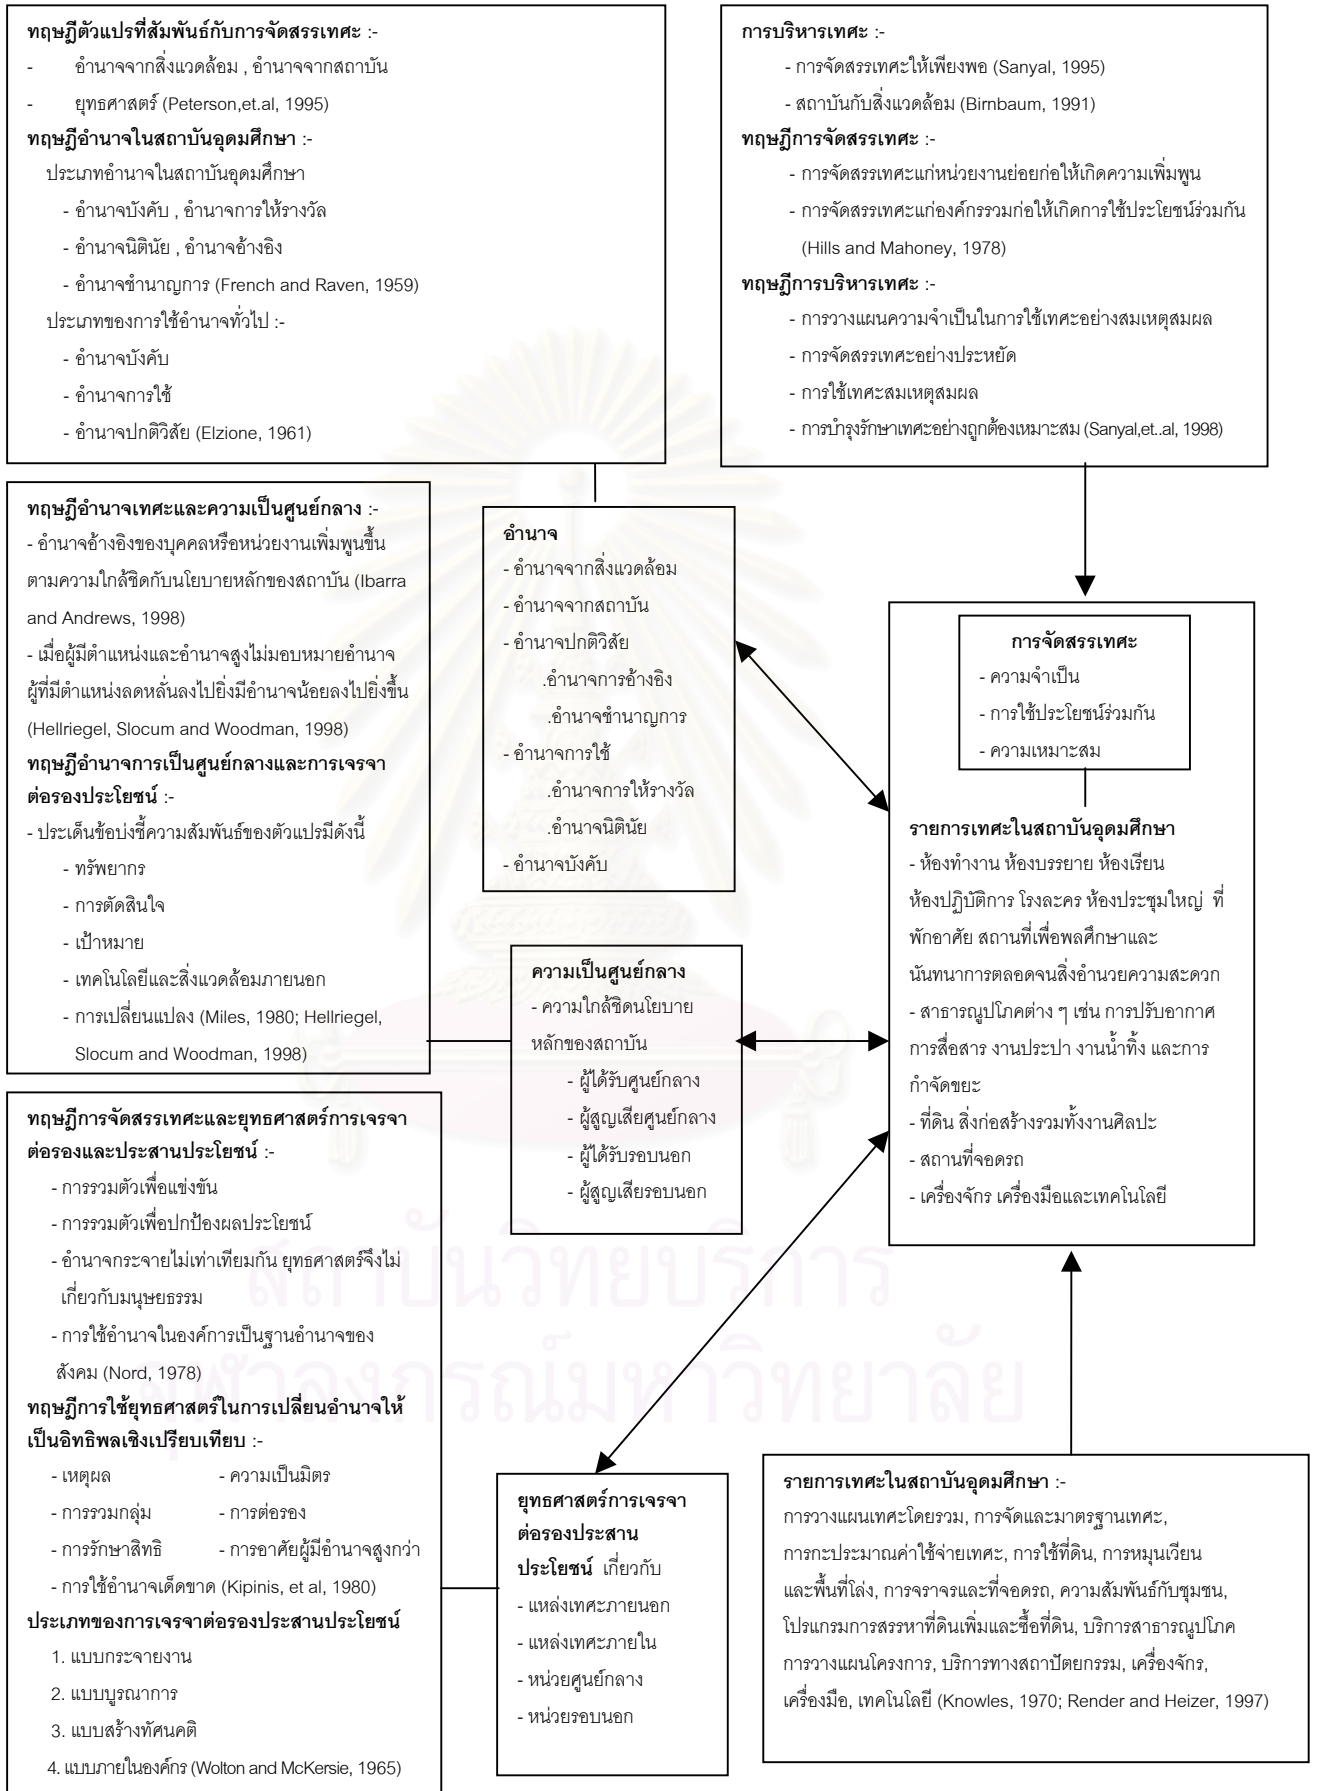 ทฤษฎีตัวแปรที่สัมพันธ์กับการจัดสรรเทศะ :-
- อำนาจจากสิ่งแวดล้อม , อำนาจจากสถาบัน
- ยุทธศาสตร์ (Peterson,et.al, 1995)
ทฤษฎีอำนาจในสถาบันอุดมศึกษา :-
ประเภทอำนาจในสถาบันอุดมศึกษา
- อำนาจบังคับ , อำนาจการให้รางวัล
- อำนาจนิตินัย , อำนาจอ้างอิง
- อำนาจชำนาญการ (French and Raven, 1959)
ประเภทของการใช้อำนาจทั่วไป :-
- อำนาจบังคับ
- อำนาจการใช้
- อำนาจปกติวิสัย (Elzione, 1961)
การบริหารเทศะ :-
- การจัดสรรเทศะให้เพียงพอ (Sanyal, 1995)
- สถาบันกับสิ่งแวดล้อม (Birnbaum, 1991)
ทฤษฎีการจัดสรรเทศะ :-
- การจัดสรรเทศะแก่หน่วยงานย่อยก่อให้เกิดความเพิ่มพูน
- การจัดสรรเทศะแก่องค์กรรวมก่อให้เกิดการใช้ประโยชน์ร่วมกัน
(Hills and Mahoney, 1978)
ทฤษฎีการบริหารเทศะ :-
- การวางแผนความจำเป็นในการใช้เทศะอย่างสมเหตุสมผล
- การจัดสรรเทศะอย่างประหยัด
- การใช้เทศะสมเหตุสมผล
- การบำรุงรักษาเทศะอย่างถูกต้องเหมาะสม (Sanyal,et..al, 1998)
ทฤษฎีอำนาจเทศะและความเป็นศูนย์กลาง :-
- อำนาจอ้างอิงของบุคคลหรือหน่วยงานเพิ่มพูนขึ้น
ตามความใกล้ชิดกับนโยบายหลักของสถาบัน (Ibarra
and Andrews, 1998)
- เมื่อผู้มีตำแหน่งและอำนาจสูงไม่มอบหมายอำนาจ
ผู้ที่มีตำแหน่งลดหลั่นลงไปยิ่งมีอำนาจน้อยลงไปยิ่งขึ้น
(Hellriegel, Slocum and Woodman, 1998)
ทฤษฎีอำนาจการเป็นศูนย์กลางและการเจรจา
ต่อรองประโยชน์ :-
- ประเด็นข้อบ่งชี้ความสัมพันธ์ของตัวแปรมีดังนี้
- ทรัพยากร
- การตัดสินใจ
- เป้าหมาย
- เทคโนโลยีและสิ่งแวดล้อมภายนอก
- การเปลี่ยนแปลง (Miles, 1980; Hellriegel,
Slocum and Woodman, 1998)
อำนาจ
- อำนาจจากสิ่งแวดล้อม
- อำนาจจากสถาบัน
- อำนาจปกติวิสัย
.อำนาจการอ้างอิง
.อำนาจชำนาญการ
- อำนาจการใช้
.อำนาจการให้รางวัล
.อำนาจนิตินัย
- อำนาจบังคับ
การจัดสรรเทศะ
- ความจำเป็น
- การใช้ประโยชน์ร่วมกัน
- ความเหมาะสม
รายการเทศะในสถาบันอุดมศึกษา
- ห้องทำงาน ห้องบรรยาย ห้องเรียน
ห้องปฏิบัติการ โรงละคร ห้องประชุมใหญ่ ที่
พักอาศัย สถานที่เพื่อพลศึกษาและ
นันทนาการตลอดจนสิ่งอำนวยความสะดวก
- สาธารณูปโภคต่าง ๆ เช่น การปรับอากาศ
การสื่อสาร งานประปา งานน้ำทิ้ง และการ
กำจัดขยะ
- ที่ดิน สิ่งก่อสร้างรวมทั้งงานศิลปะ
- สถานที่จอดรถ
- เครื่องจักร เครื่องมือและเทคโนโลยี
ความเป็นศูนย์กลาง
- ความใกล้ชิดนโยบาย
หลักของสถาบัน
- ผู้ได้รับศูนย์กลาง
- ผู้สูญเสียศูนย์กลาง
- ผู้ได้รับรอบนอก
- ผู้สูญเสียรอบนอก
ทฤษฎีการจัดสรรเทศะและยุทธศาสตร์การเจรจา
ต่อรองและประสานประโยชน์ :-
- การรวมตัวเพื่อแข่งขัน
- การรวมตัวเพื่อปกป้องผลประโยชน์
- อำนาจกระจายไม่เท่าเทียมกัน ยุทธศาสตร์จึงไม่
เกี่ยวกับมนุษยธรรม
- การใช้อำนาจในองค์การเป็นฐานอำนาจของ
สังคม (Nord, 1978)
ทฤษฎีการใช้ยุทธศาสตร์ในการเปลี่ยนอำนาจให้
เป็นอิทธิพลเชิงเปรียบเทียบ :-
- เหตุผล - ความเป็นมิตร
- การรวมกลุ่ม - การต่อรอง
- การรักษาสิทธิ - การอาศัยผู้มีอำนาจสูงกว่า
- การใช้อำนาจเด็ดขาด (Kipinis, et al, 1980)
ประเภทของการเจรจาต่อรองประสานประโยชน์
1. แบบกระจายงาน
2. แบบบูรณาการ
3. แบบสร้างทัศนคติ
4. แบบภายในองค์กร (Wolton and McKersie, 1965)
ยุทธศาสตร์การเจรจา
ต่อรองประสาน
ประโยชน์ เกี่ยวกับ
- แหล่งเทศะภายนอก
- แหล่งเทศะภายใน
- หน่วยศูนย์กลาง
- หน่วยรอบนอก
รายการเทศะในสถาบันอุดมศึกษา :-
การวางแผนเทศะโดยรวม, การจัดและมาตรฐานเทศะ,
การกะประมาณค่าใช้จ่ายเทศะ, การใช้ที่ดิน, การหมุนเวียน
และพื้นที่โล่ง, การจราจรและที่จอดรถ, ความสัมพันธ์กับชุมชน,
โปรแกรมการสรรหาที่ดินเพิ่มและซื้อที่ดิน, บริการสาธารณูปโภค
การวางแผนโครงการ, บริการทางสถาปัตยกรรม, เครื่องจักร,
เครื่องมือ, เทคโนโลยี (Knowles, 1970; Render and Heizer, 1997)
สถาบันวิทยบริการ
จุฬาลงกรณ์มหาวิทยาลัย